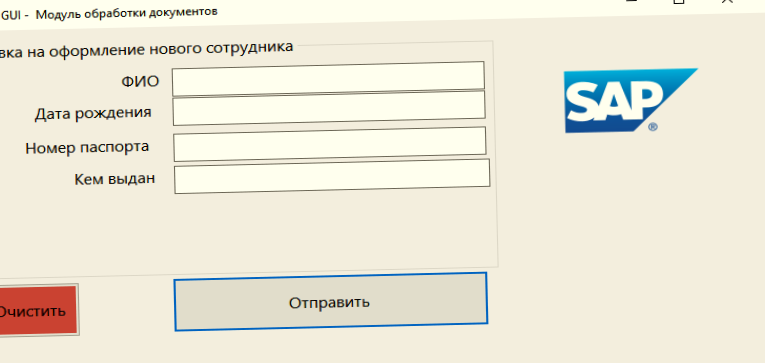 GUI - Модуль обработки документов
вка на оформление нового сотрудника
ФИО
Дата рождения
Номер паспорта
Кем выдан
SAP ®
Очистить
Отправить